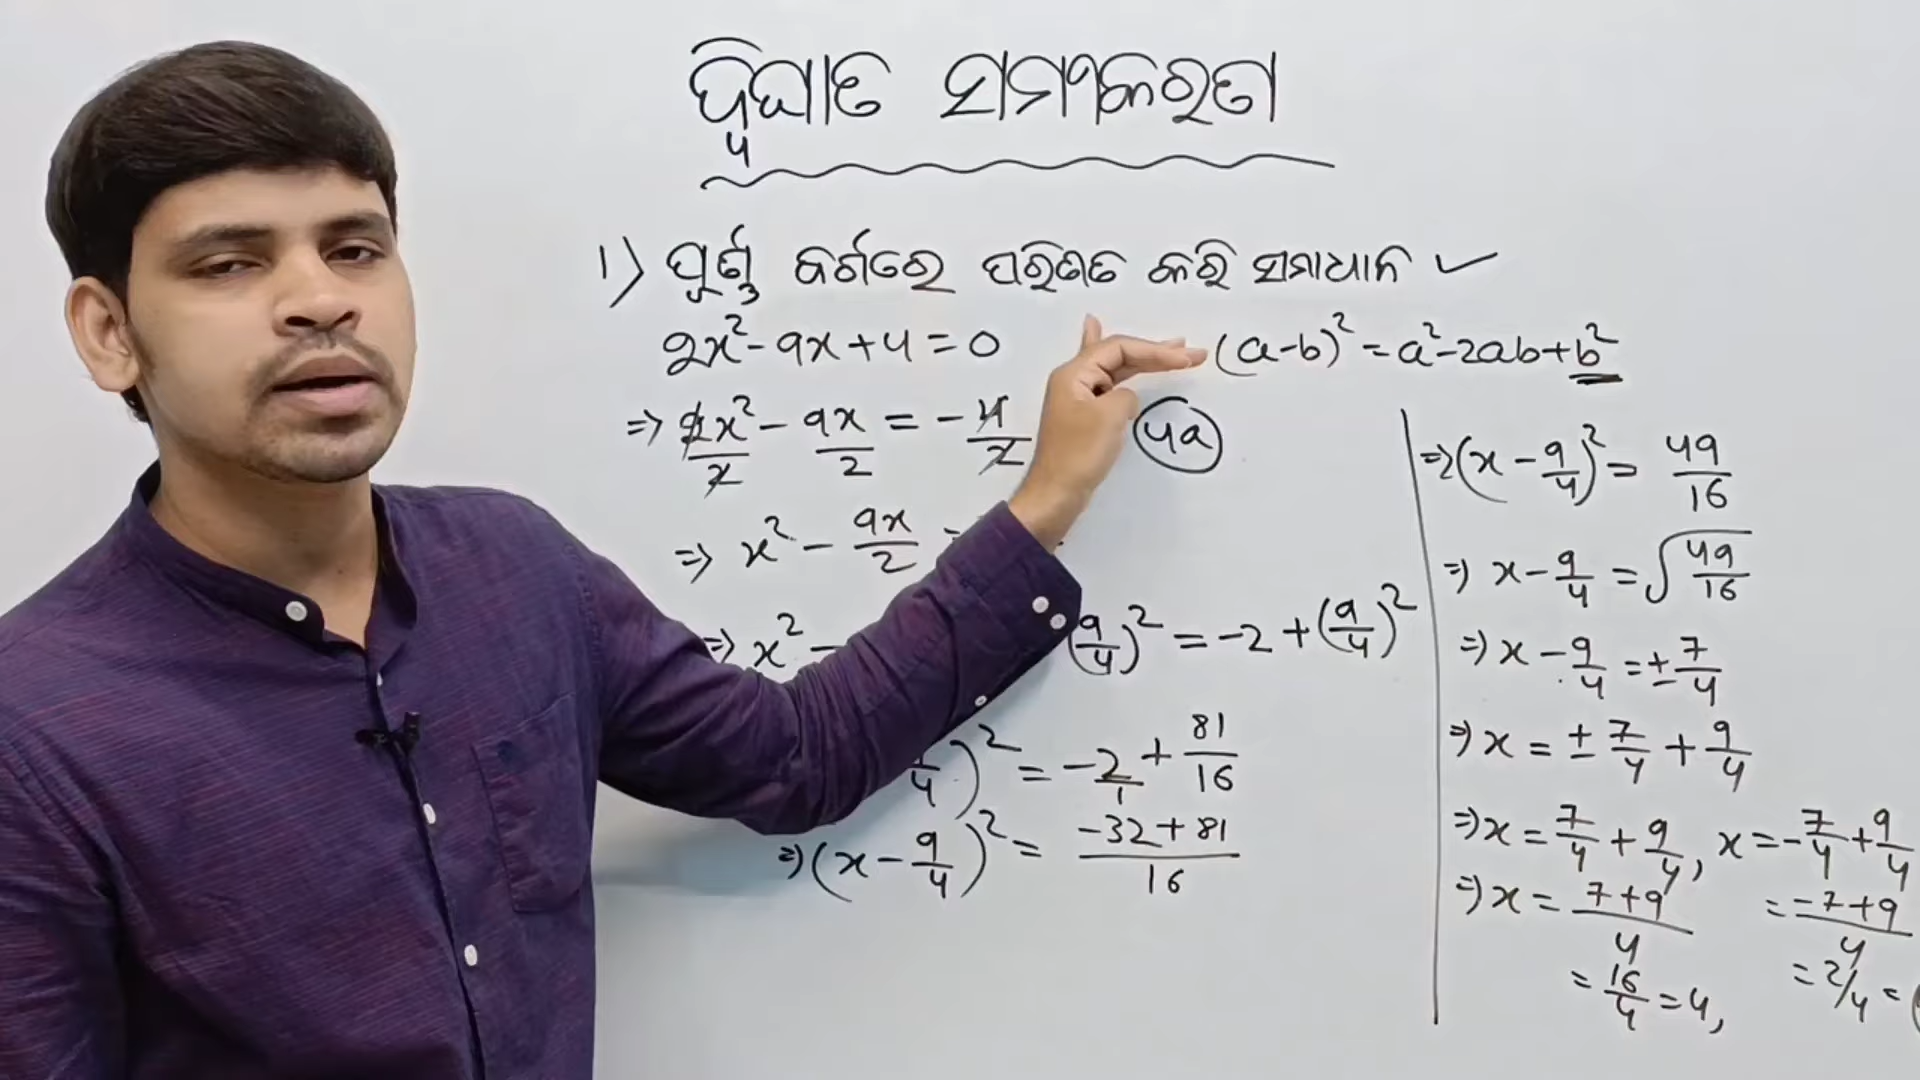 ଦ୍ୱିଘାତ ସମୀକରଣ
1) ପୂର୍ଣ୍ଣ ବର୍ଗରେ ପରିଣତ କରି ସମାଧାନ ✓
2x² - 9x + 4 = 0
(a-b)² = a² - 2ab + b²
⇒ 2x²/2 - 9x/2 = -4/2
4a
⇒ x² - 9x/2 =
⇒ x² - (9/4)² = -2 + (9/4)²
4)² = -2/1 + 81/16
⇒ (x - 9/4)² = (-32+81)/16
⇒ (x - 9/4)² = 49/16
⇒ x - 9/4 = √(49/16)
⇒ x - 9/4 = ± 7/4
⇒ x = ± 7/4 + 9/4
⇒ x = 7/4 + 9/4, x = -7/4 + 9/4
⇒ x = (7+9)/4 = (-7+9)/4
= 16/4 = 4, = 2/4 =